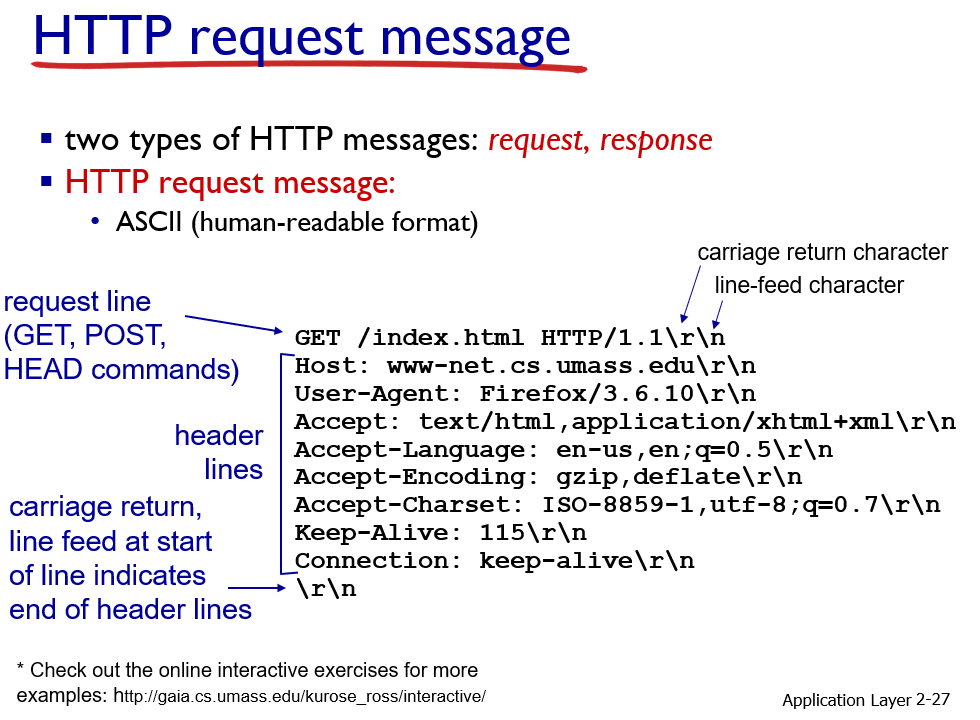 HTTP request message
▪ two types of HTTP messages: request, response
▪ HTTP request message:
• ASCII (human-readable format)
carriage return character
line-feed character
request line
(GET, POST,
HEAD commands)
header
lines
carriage return,
line feed at start
of line indicates
end of header lines
GET /index.html HTTP/1.1\r\n
Host: www-net.cs.umass.edu\r\n
User-Agent: Firefox/3.6.10\r\n
Accept: text/html,application/xhtml+xml\r\n
Accept-Language: en-us,en;q=0.5\r\n
Accept-Encoding: gzip,deflate\r\n
Accept-Charset: ISO-8859-1,utf-8;q=0.7\r\n
Keep-Alive: 115\r\n
Connection: keep-alive\r\n
\r\n
* Check out the online interactive exercises for more
examples: http://gaia.cs.umass.edu/kurose_ross/interactive/
Application Layer 2-27